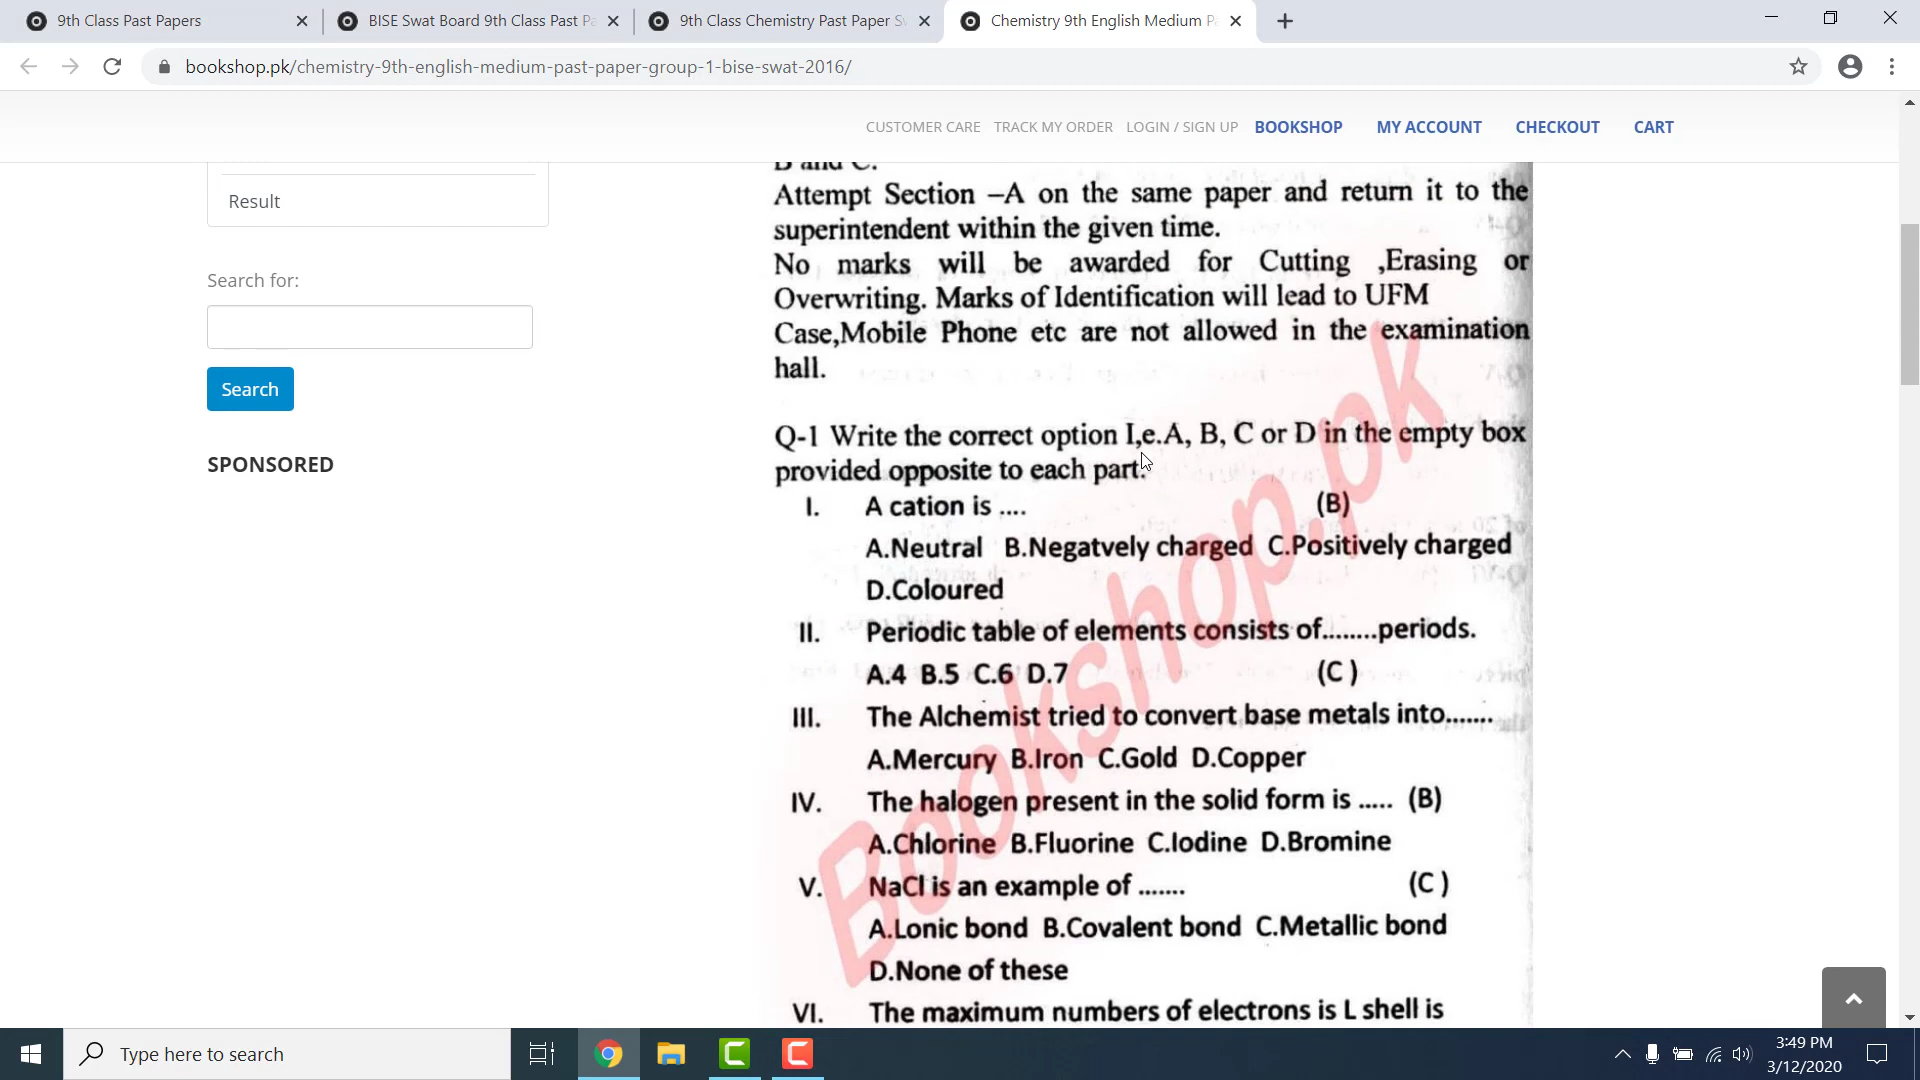 9th Class Past Papers
BISE Swat Board 9th Class Past Pa
9th Class Chemistry Past Paper Sw
Chemistry 9th English Medium Pa
bookshop.pk/chemistry-9th-english-medium-past-paper-group-1-bise-swat-2016/
CUSTOMER CARE TRACK MY ORDER LOGIN / SIGN UP BOOKSHOP MY ACCOUNT CHECKOUT CART
Result
Search for:
Search
SPONSORED
B and C.
Attempt Section –A on the same paper and return it to the
superintendent within the given time.
No marks will be awarded for Cutting ,Erasing or
Overwriting. Marks of Identification will lead to UFM
Case,Mobile Phone etc are not allowed in the examination
hall.
Q-1 Write the correct option I,e.A, B, C or D in the empty box
provided opposite to each part.
I. A cation is .... (B)
A.Neutral B.Negatvely charged C.Positively charged
D.Coloured
II. Periodic table of elements consists of........periods.
A.4 B.5 C.6 D.7 (C )
III. The Alchemist tried to convert base metals into.......
A.Mercury B.Iron C.Gold D.Copper
IV. The halogen present in the solid form is ..... (B)
A.Chlorine B.Fluorine C.Iodine D.Bromine
V. NaCl is an example of ....... (C )
A.Lonic bond B.Covalent bond C.Metallic bond
D.None of these
VI. The maximum numbers of electrons is L shell is
Bookshop.pk
Type here to search
3:49 PM
3/12/2020